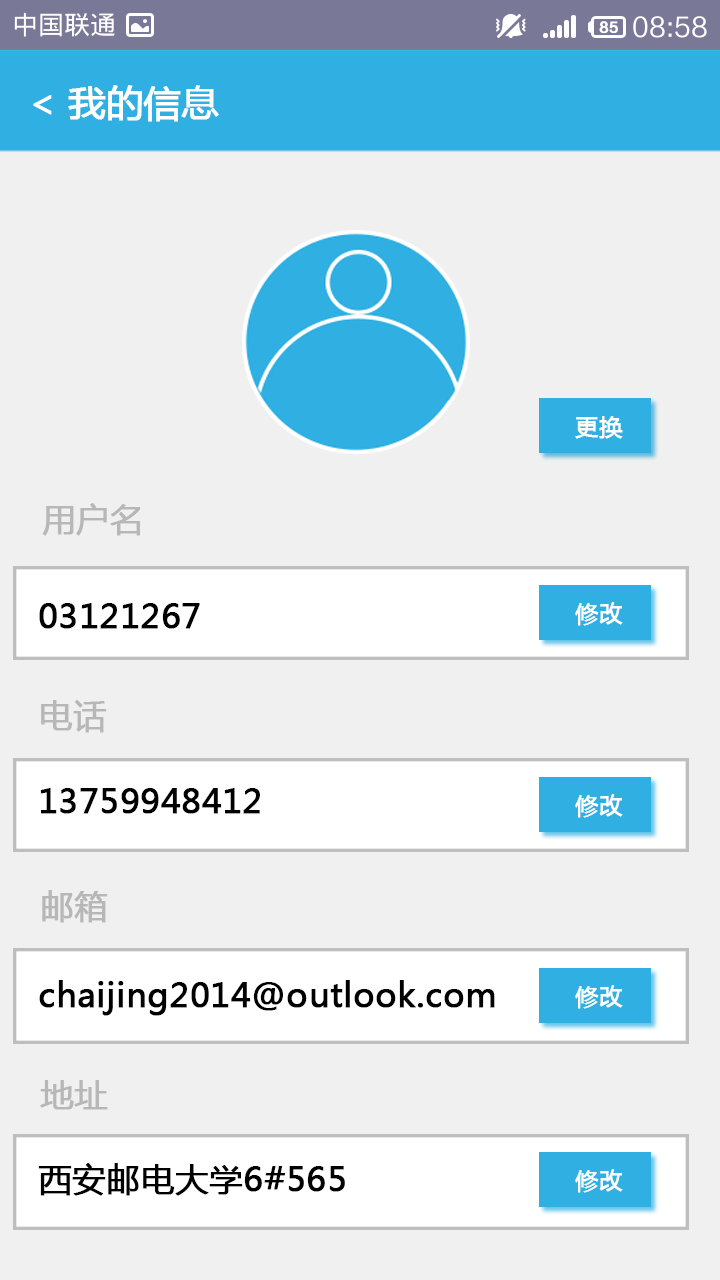 中国联通 85 08:58
< 我的信息
更换
用户名
03121267 修改
电话
13759948412 修改
邮箱
chaijing2014@outlook.com 修改
地址
西安邮电大学6#565 修改